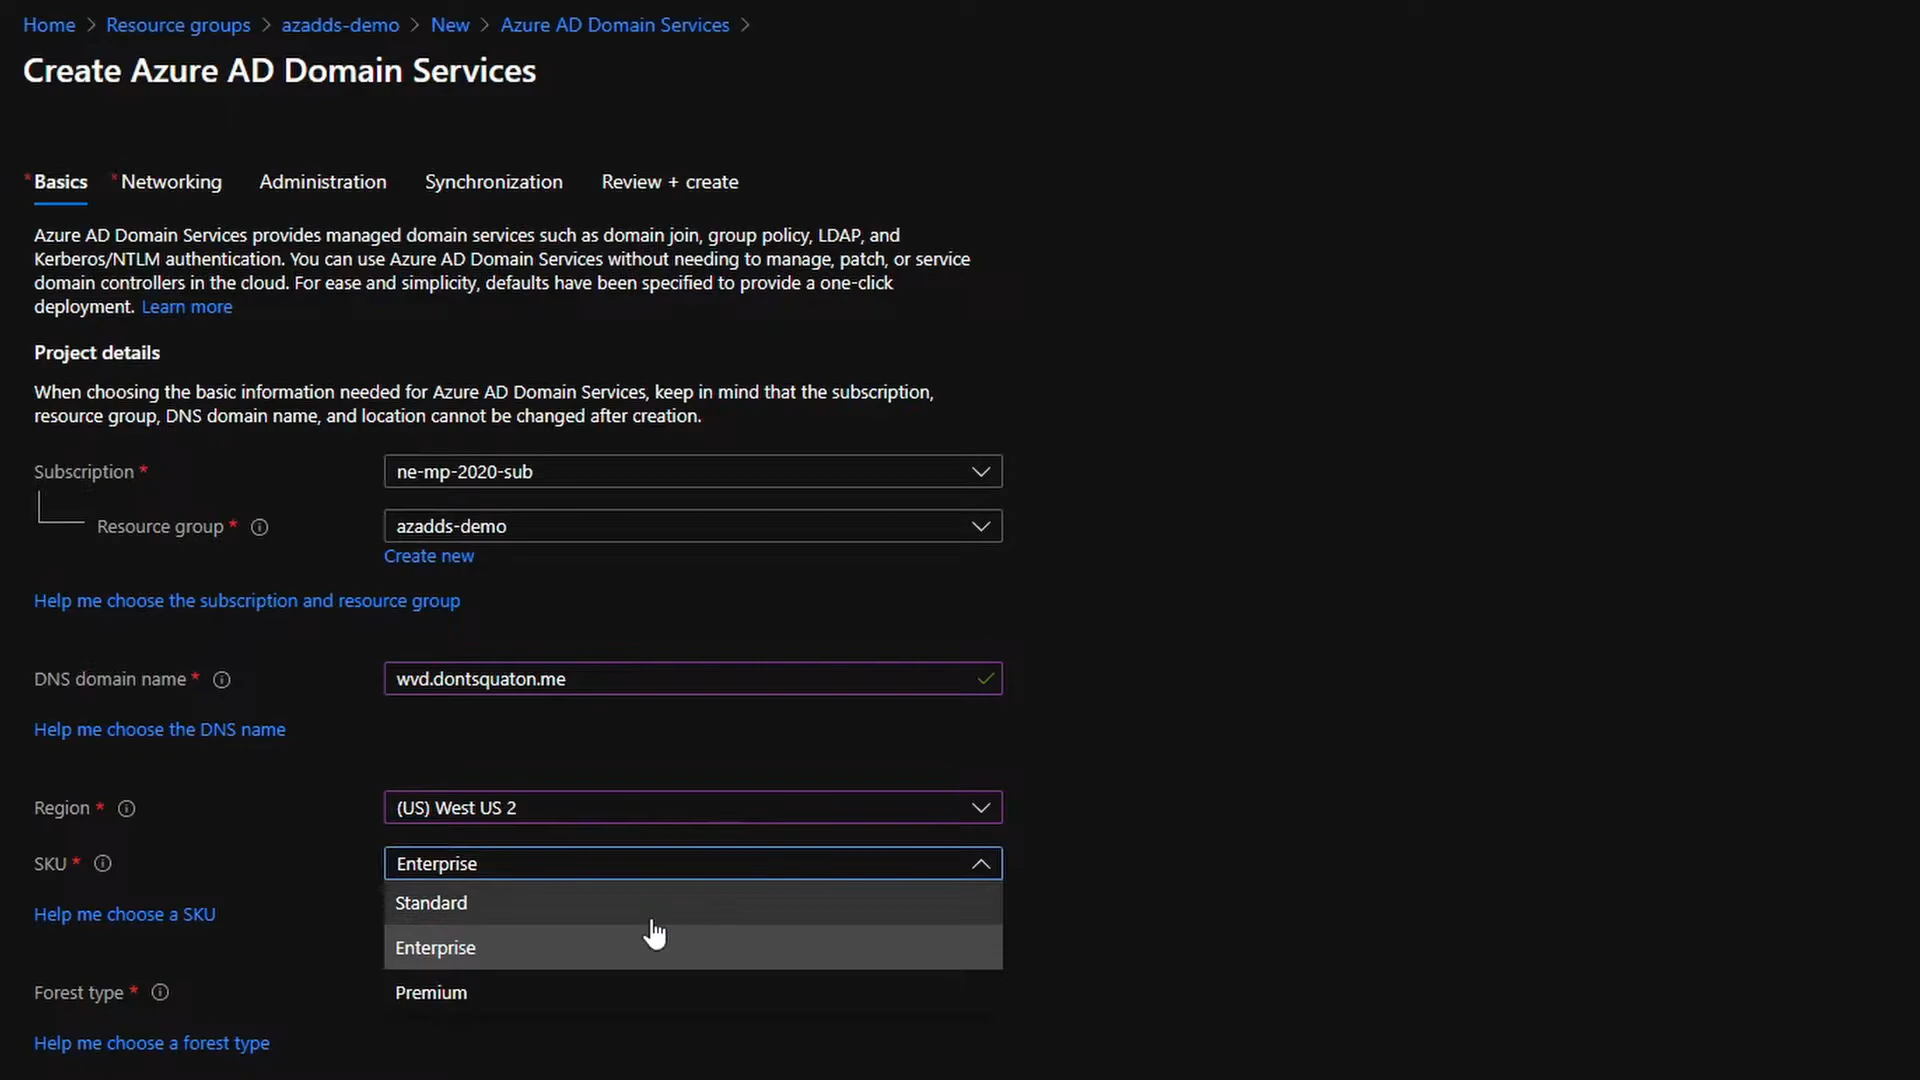 Home > Resource groups > azadds-demo > New > Azure AD Domain Services >
Create Azure AD Domain Services
* Basics * Networking Administration Synchronization Review + create
Azure AD Domain Services provides managed domain services such as domain join, group policy, LDAP, and
Kerberos/NTLM authentication. You can use Azure AD Domain Services without needing to manage, patch, or service
domain controllers in the cloud. For ease and simplicity, defaults have been specified to provide a one-click
deployment. Learn more
Project details
When choosing the basic information needed for Azure AD Domain Services, keep in mind that the subscription,
resource group, DNS domain name, and location cannot be changed after creation.
Subscription * ne-mp-2020-sub
Resource group * azadds-demo
Create new
Help me choose the subscription and resource group
DNS domain name * wvd.dontsquaton.me
Help me choose the DNS name
Region * (US) West US 2
SKU * Enterprise
Standard
Help me choose a SKU
Enterprise
Forest type * Premium
Help me choose a forest type